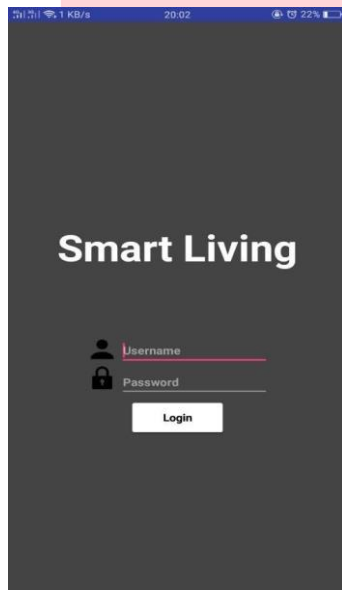 1 KB/s 20:02 22%
Smart Living
Username
Password
Login